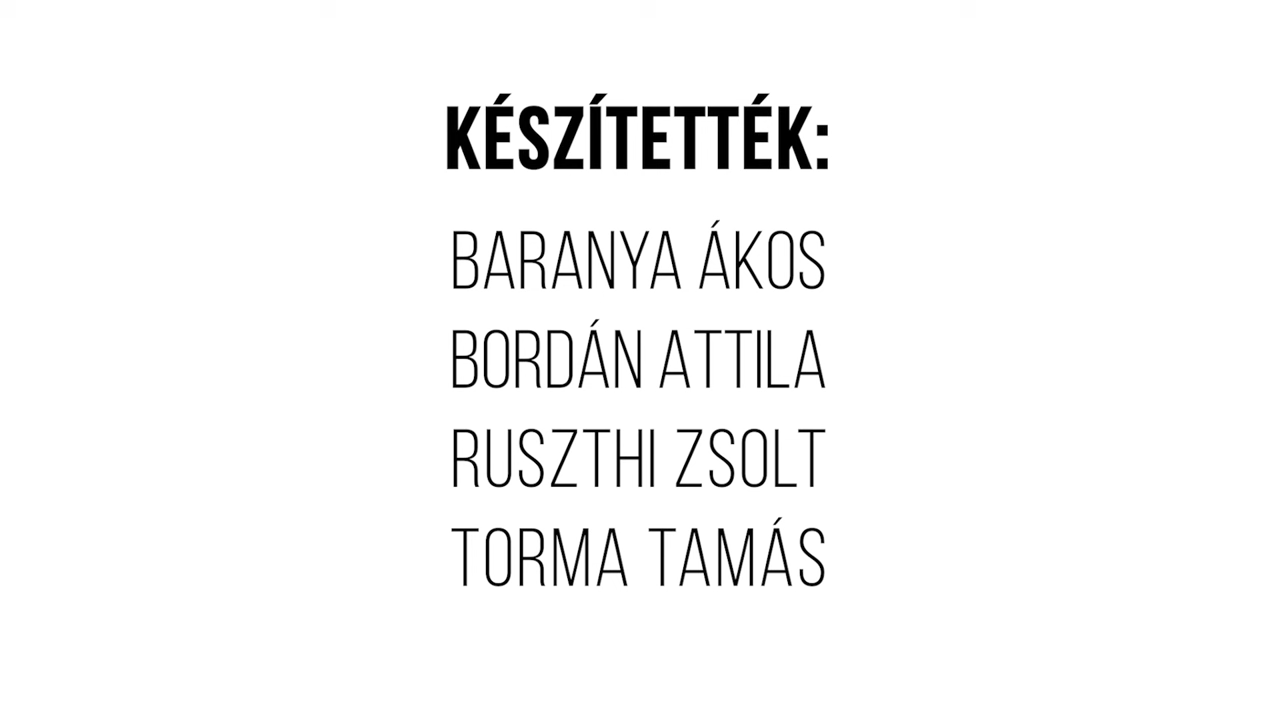 KÉSZÍTETTÉK:
BARANYA ÁKOS
BORDÁN ATTILA
RUSZTHI ZSOLT
TORMA TAMÁS